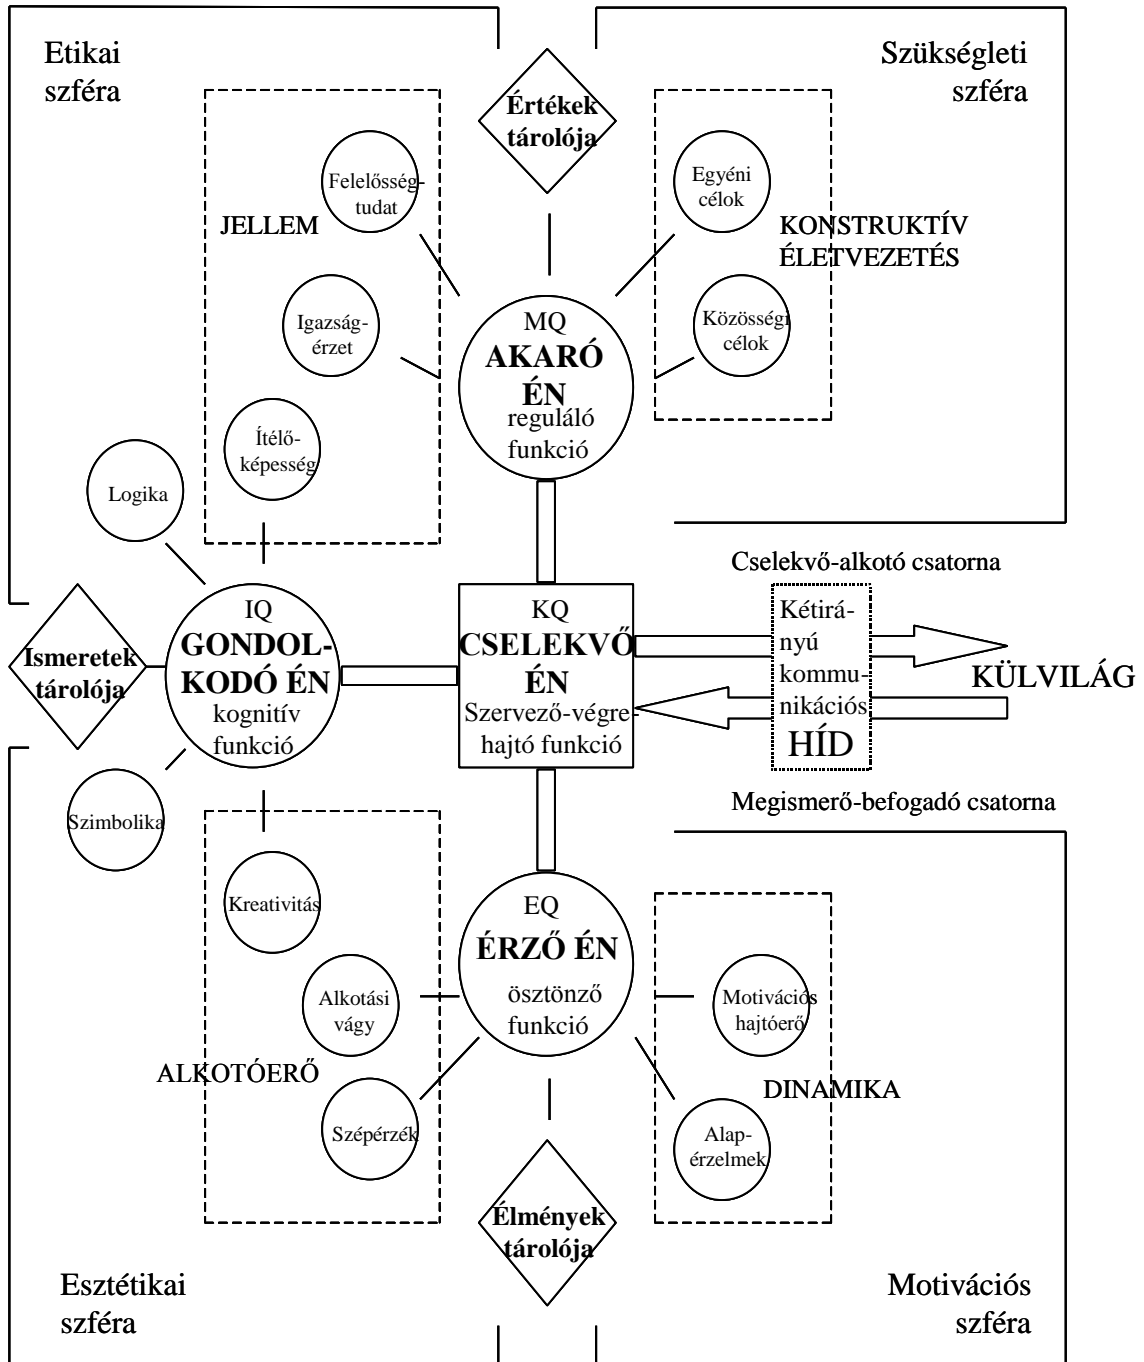 Etikai
szféra
Szükségleti
szféra
Értékek
tárolója
Felelősség-
tudat
JELLEM
Igazság-
érzet
Ítélő-
képesség
Egyéni
célok
KONSTRUKTÍV
ÉLETVEZETÉS
Közösségi
célok
MQ
AKARÓ
ÉN
reguláló
funkció
Logika
Ismeretek
tárolója
IQ
GONDOL-
KODÓ ÉN
kognitív
funkció
Szimbolika
KQ
CSELEKVŐ
ÉN
Szervező-végre-
hajtó funkció
Cselekvő-alkotó csatorna
Kétirá-
nyú
kommu-
nikációs
HÍD
KÜLVILÁG
Megismerő-befogadó csatorna
Kreativitás
Alkotási
vágy
ALKOTÓERŐ
Szépérzék
EQ
ÉRZŐ ÉN
ösztönző
funkció
Motivációs
hajtóerő
DINAMIKA
Alap-
érzelmek
Élmények
tárolója
Esztétikai
szféra
Motivációs
szféra